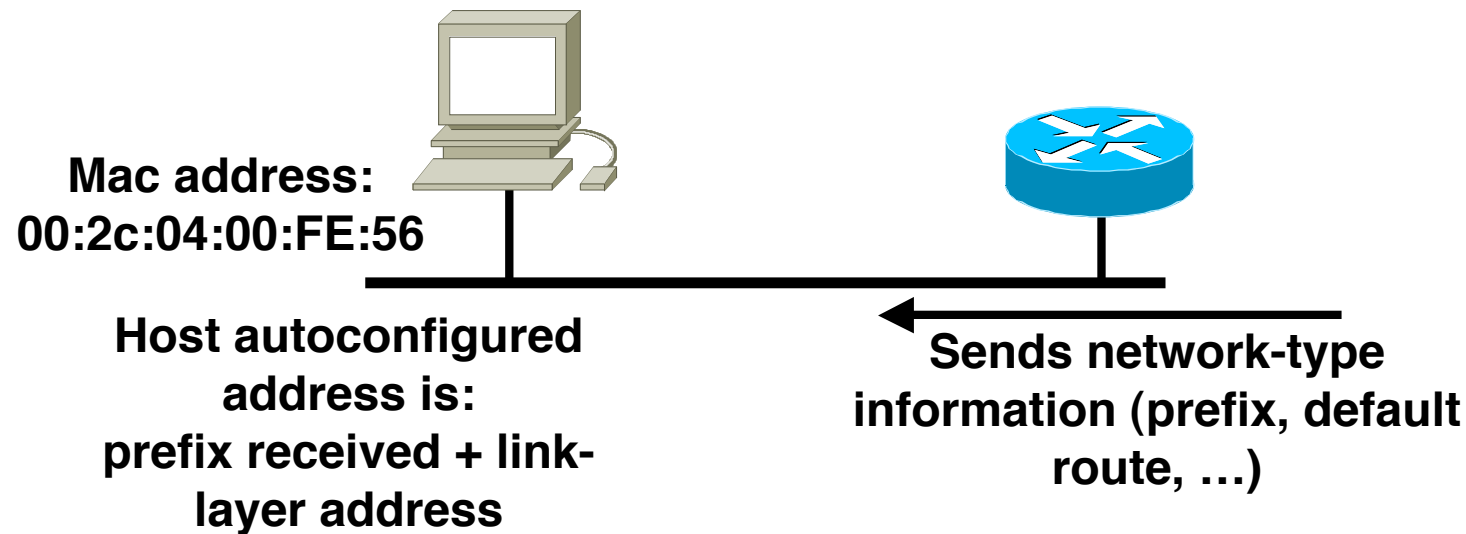 Mac address:
00:2c:04:00:FE:56
Host autoconfigured
address is:
prefix received + link-
layer address
Sends network-type
information (prefix, default
route, …)